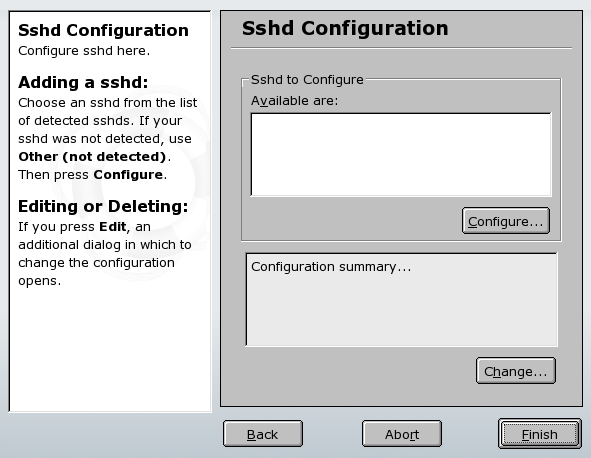 Sshd Configuration
Configure sshd here.
Adding a sshd:
Choose an sshd from the list
of detected sshds. If your
sshd was not detected, use
Other (not detected).
Then press Configure.
Editing or Deleting:
If you press Edit, an
additional dialog in which to
change the configuration
opens.
Sshd Configuration
Sshd to Configure
Available are:
Configure...
Configuration summary...
Change...
Back
Abort
Finish